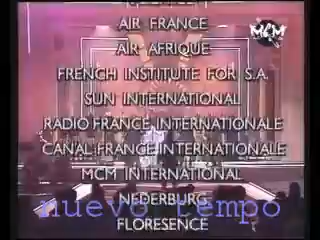 AIR FRANCE
MCM
AIR AFRIQUE
FRENCH INSTITUTE FOR S.A.
SUN INTERNATIONAL
RADIO FRANCE INTERNATIONALE
CANAL FRANCE INTERNATIONALE
MCM INTERNATIONAL
NEDERBURG
nuevo tempo
FLORESENCE